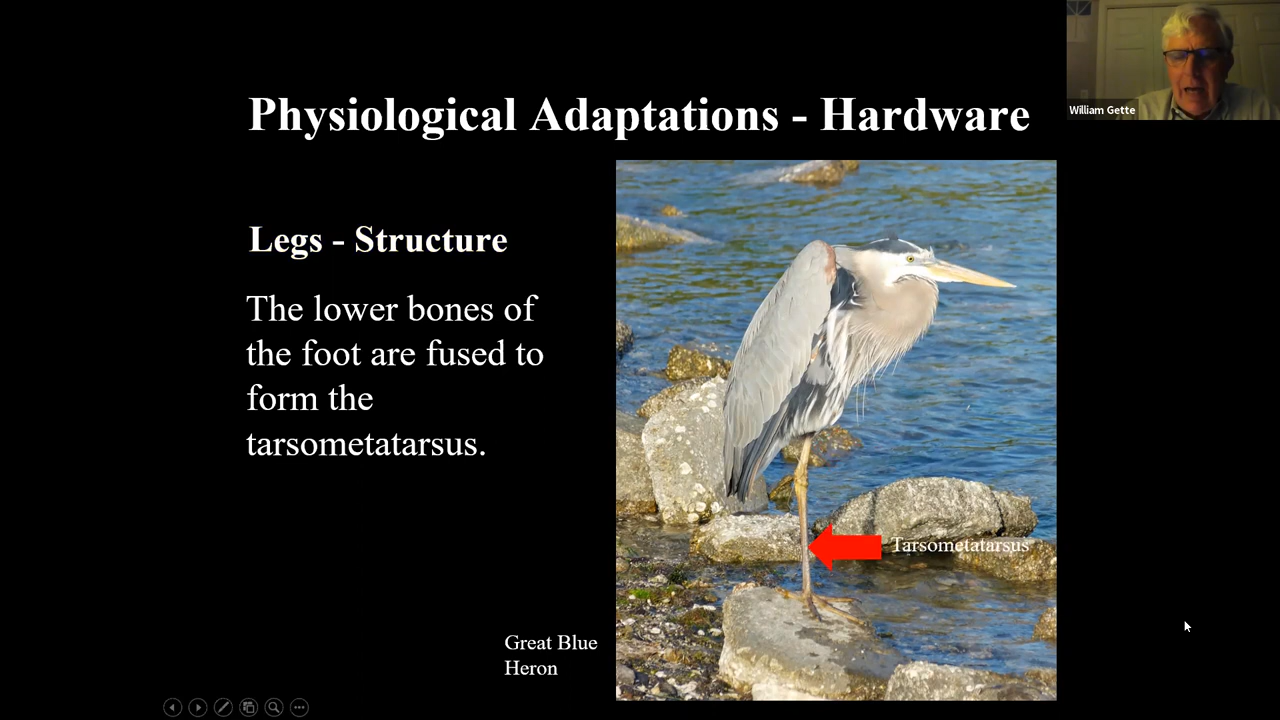 William Gette
Physiological Adaptations - Hardware
Legs - Structure
The lower bones of
the foot are fused to
form the
tarsometatarsus.
Tarsometatarsus
Great Blue
Heron